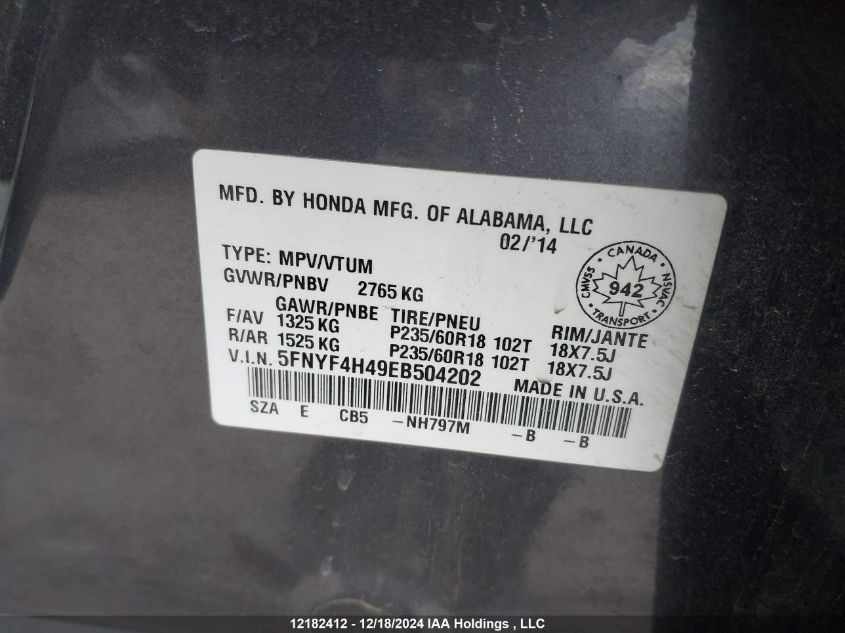 MFD. BY HONDA MFG. OF ALABAMA, LLC
02/'14
TYPE: MPV/VTUM
GVWR/PNBV 2765 KG
GAWR/PNBE TIRE/PNEU RIM/JANTE
F/AV 1325 KG P235/60R18 102T 18X7.5J
R/AR 1525 KG P235/60R18 102T 18X7.5J
V.I.N. 5FNYF4H49EB504202 MADE IN U.S.A.
SZA E CB5 -NH797M -B -B
CANADA
CMVSS 942 NSVAC
TRANSPORT
12182412 - 12/18/2024 IAA Holdings , LLC